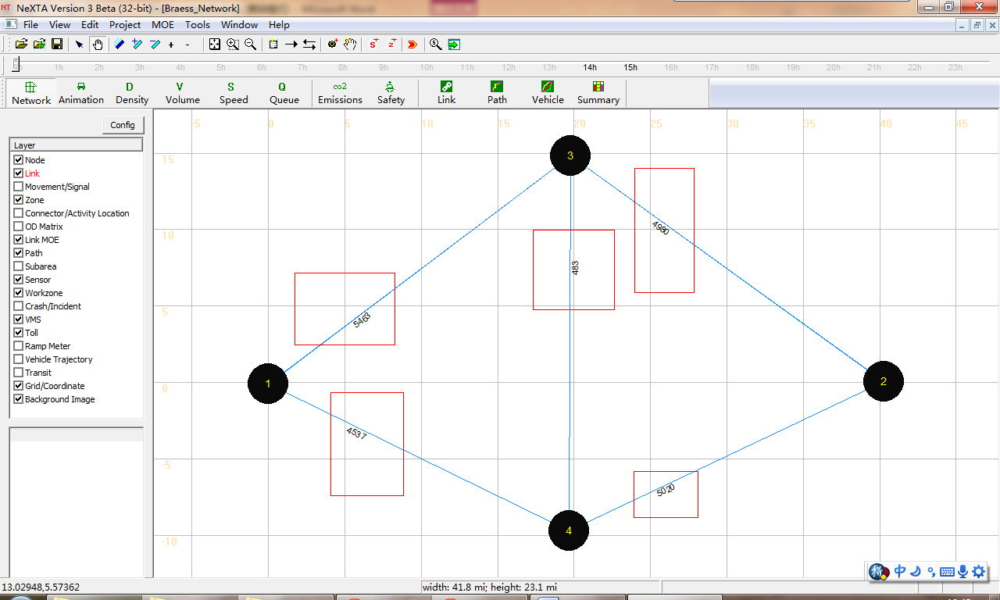 NT NeXTA Version 3 Beta (32-bit) - [Braess_Network]
File View Edit Project MOE Tools Window Help
1h 2h 3h 4h 5h 6h 7h 8h 9h 10h 11h 12h 13h 14h 15h 16h 17h 18h 19h 20h 21h 22h 23h
D V S Q co2
Network Animation Density Volume Speed Queue Emissions Safety Link Path Vehicle Summary
Config
Layer
Node
Link
Movement/Signal
Zone
Connector/Activity Location
OD Matrix
Link MOE
Path
Subarea
Sensor
Workzone
Crash/Incident
VMS
Toll
Ramp Meter
Vehicle Trajectory
Transit
Grid/Coordinate
Background Image
-5 0 5 10 15 20 25 30 35 40 45
15
10
5
0
-5
-10
3
4980
483
5463
1
2
4537
5020
4
中
13.02948,5.57362
width: 41.8 mi; height: 23.1 mi